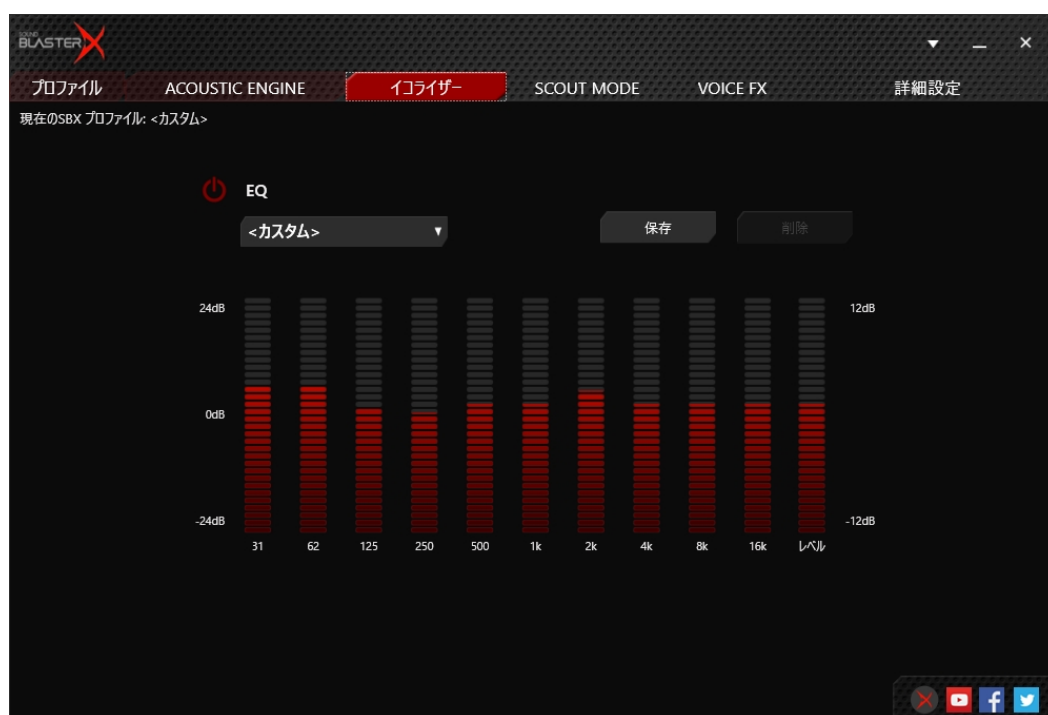 SOUND
BLASTERX
プロファイル ACOUSTIC ENGINE イコライザー SCOUT MODE VOICE FX 詳細設定
現在のSBX プロファイル: <カスタム>
EQ
<カスタム> 保存 削除
24dB 12dB
0dB
-24dB -12dB
31 62 125 250 500 1k 2k 4k 8k 16k レベル